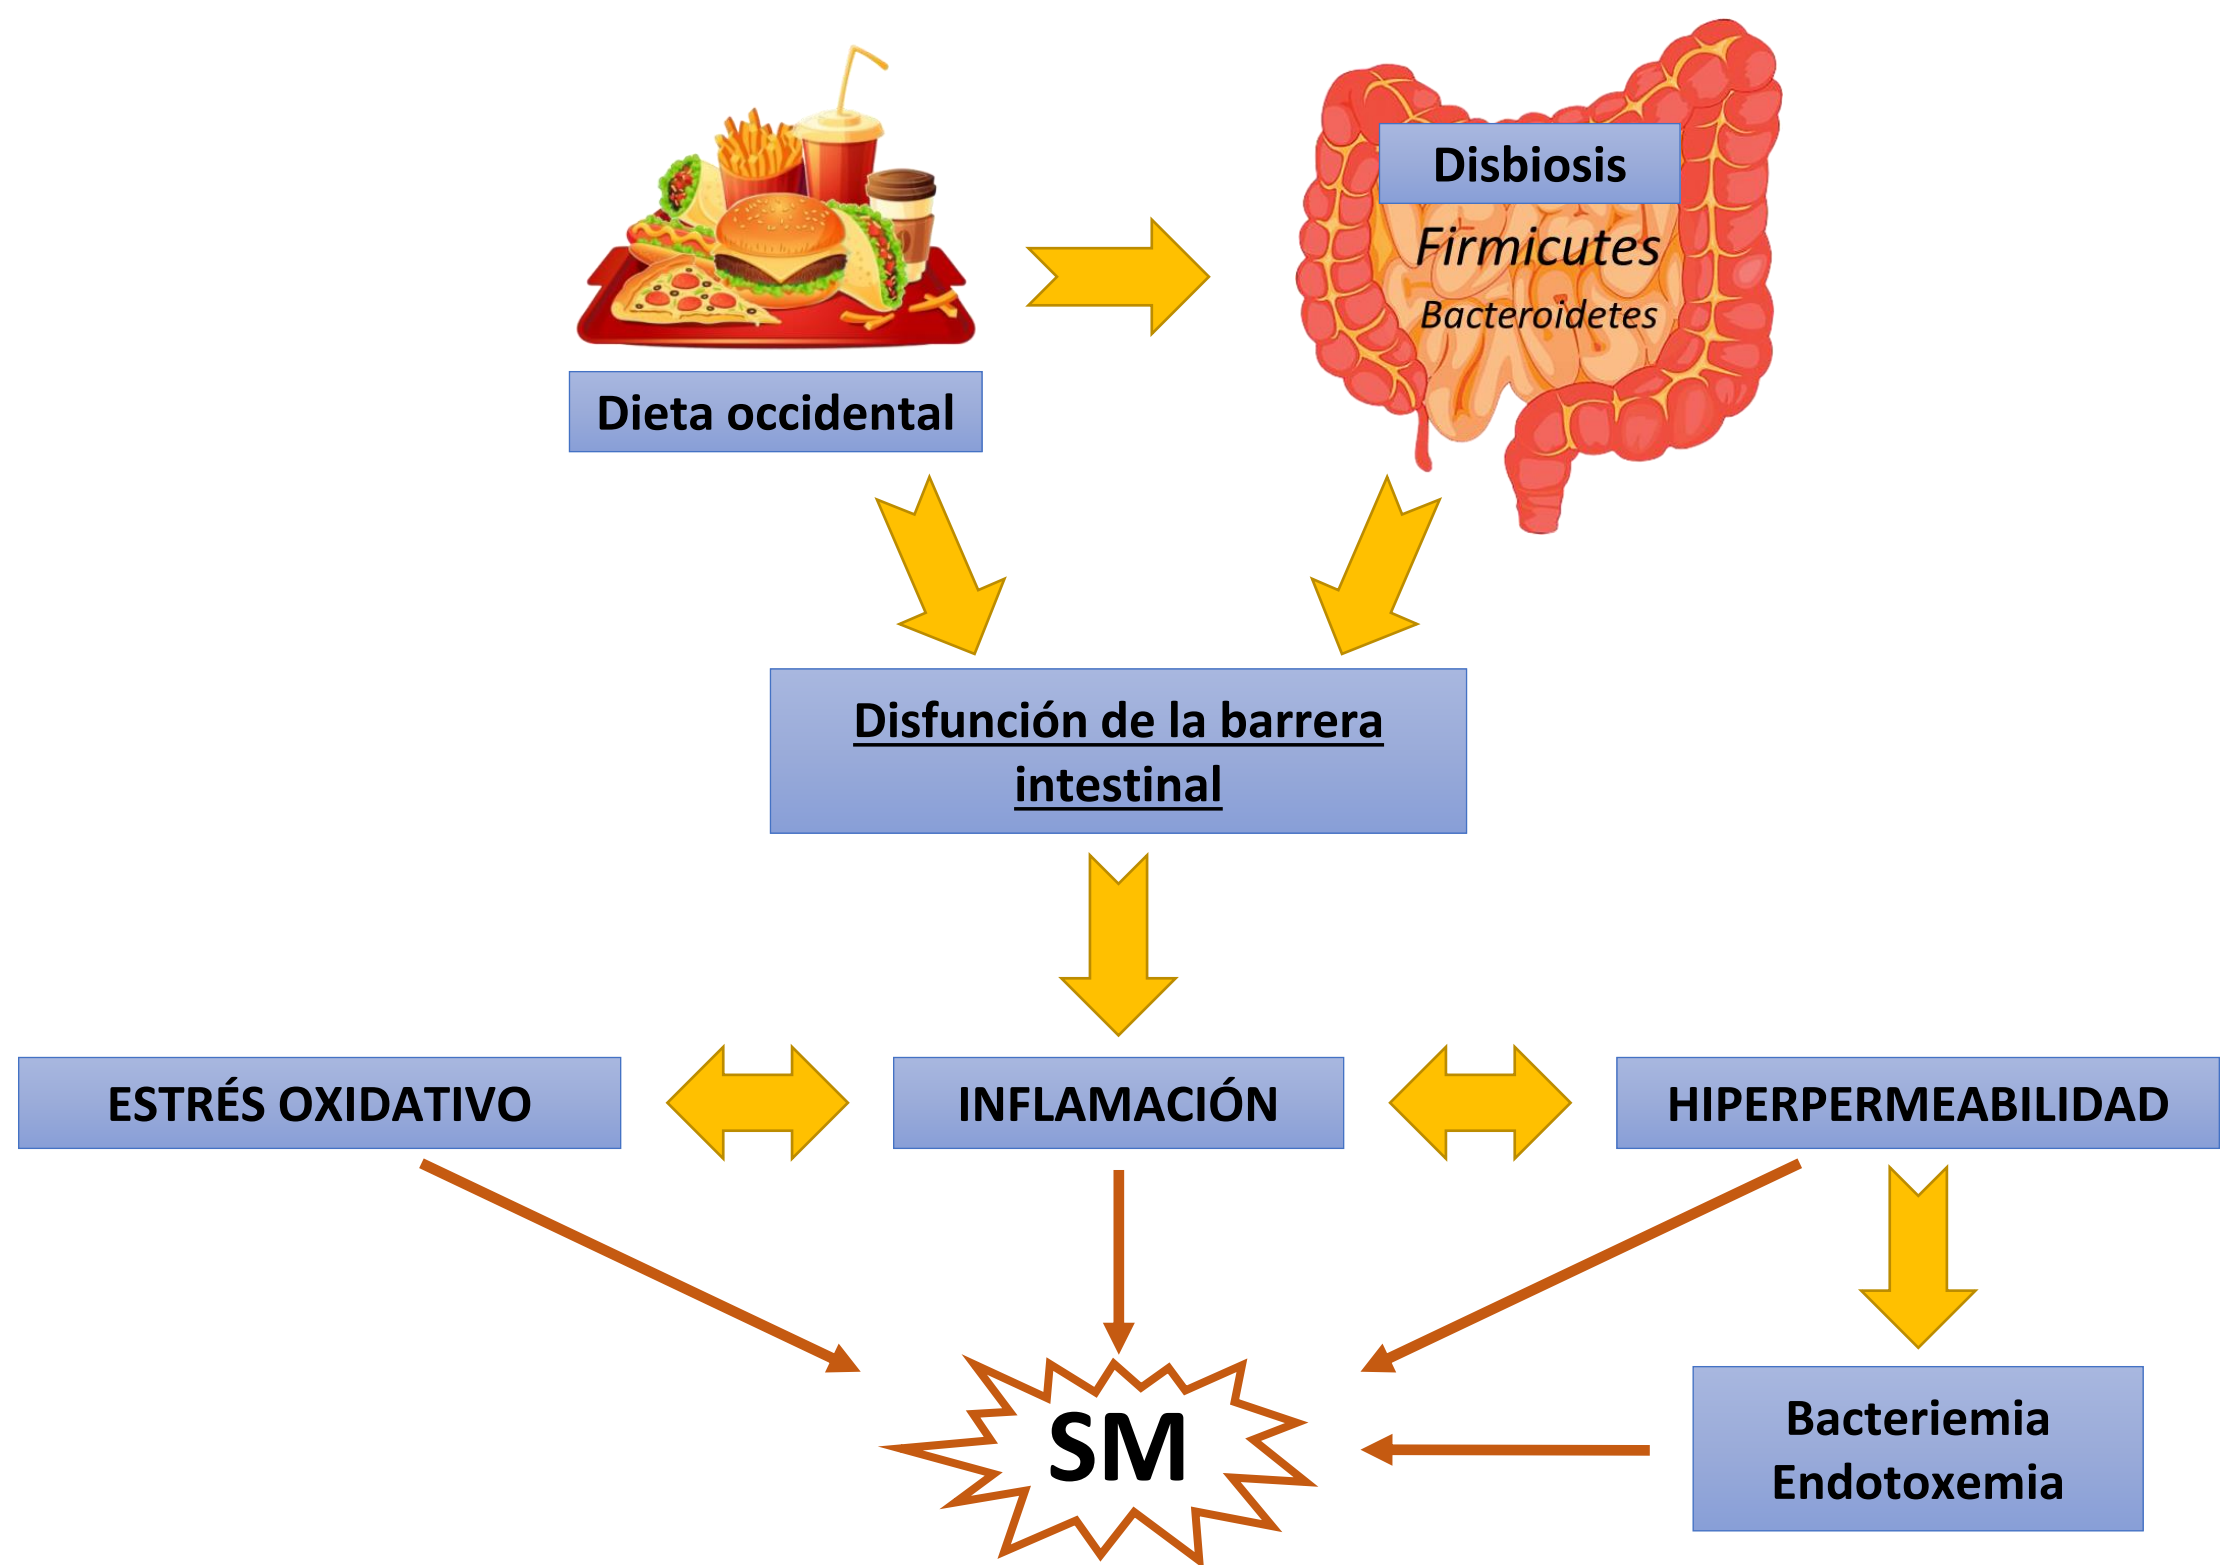 Disbiosis
Firmicutes
Bacteroidetes
Dieta occidental
Disfunción de la barrera
intestinal
ESTRÉS OXIDATIVO
INFLAMACIÓN
HIPERPERMEABILIDAD
SM
Bacteriemia
Endotoxemia